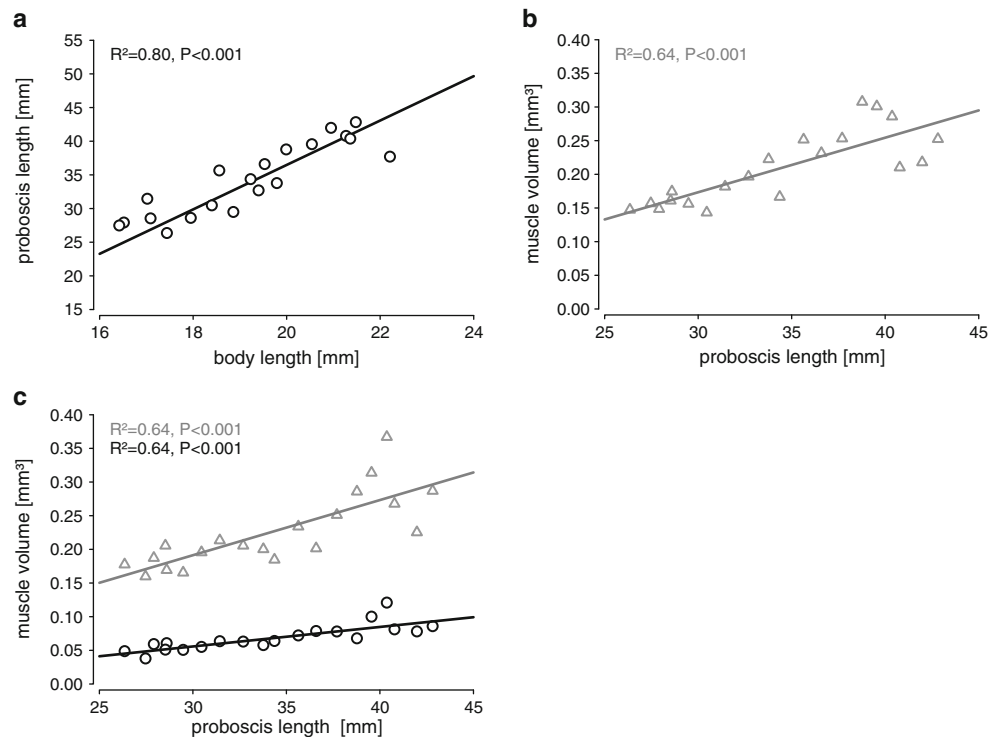 a
R²=0.80, P<0.001
proboscis length [mm]
55
50
45
40
35
30
25
20
15
16 18 20 22 24
body length [mm]
b
R²=0.64, P<0.001
muscle volume [mm³]
0.40
0.35
0.30
0.25
0.20
0.15
0.10
0.05
0.00
25 30 35 40 45
proboscis length [mm]
c
R²=0.64, P<0.001
R²=0.64, P<0.001
muscle volume [mm³]
0.40
0.35
0.30
0.25
0.20
0.15
0.10
0.05
0.00
25 30 35 40 45
proboscis length [mm]